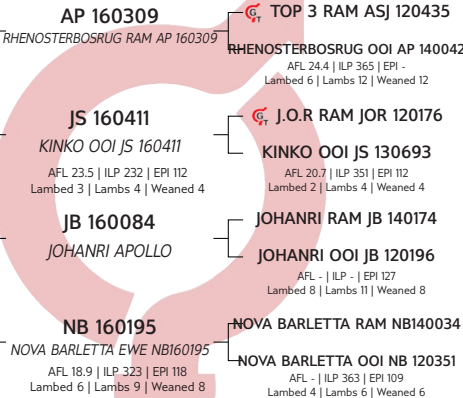 AP 160309
RHENOSTERBOSRUG RAM AP 160309
TOP 3 RAM ASJ 120435
RHENOSTERBOSRUG OOI AP 140042
AFL 24.4 | ILP 365 | EPI -
Lambed 6 | Lambs 12 | Weaned 12
JS 160411
KINKO OOI JS 160411
AFL 23.5 | ILP 232 | EPI 112
Lambed 3 | Lambs 4 | Weaned 4
J.O.R RAM JOR 120176
KINKO OOI JS 130693
AFL 20.7 | ILP 351 | EPI 112
Lambed 2 | Lambs 4 | Weaned 4
JB 160084
JOHANRI APOLLO
JOHANRI RAM JB 140174
JOHANRI OOI JB 120196
AFL - | ILP - | EPI 127
Lambed 8 | Lambs 11 | Weaned 8
NB 160195
NOVA BARLETTA EWE NB160195
AFL 18.9 | ILP 323 | EPI 118
Lambed 6 | Lambs 9 | Weaned 8
NOVA BARLETTA RAM NB140034
NOVA BARLETTA OOI NB 120351
AFL - | ILP 363 | EPI 109
Lambed 4 | Lambs 6 | Weaned 6